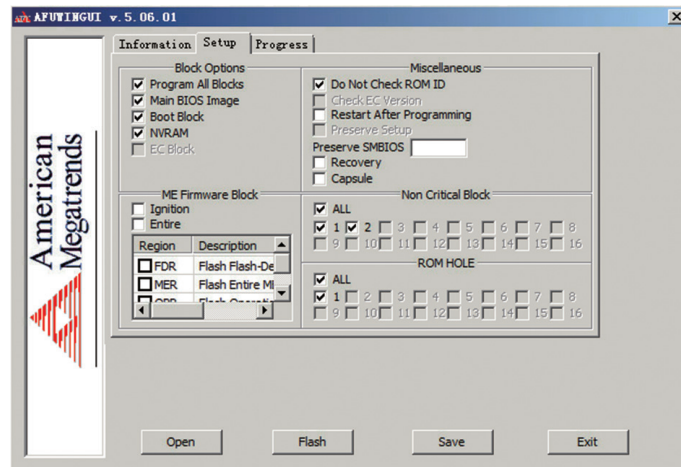 AFUWINGUI v.5.06.01
Information Setup Progress
Block Options
Program All Blocks
Main BIOS Image
Boot Block
NVRAM
EC Block
Miscellaneous
Do Not Check ROM ID
Check EC Version
Restart After Programming
Preserve Setup
Preserve SMBIOS
Recovery
Capsule
ME Firmware Block
Ignition
Entire
Region Description
FDR Flash Flash-De
MER Flash Entire M
Non Critical Block
ALL
1 2 3 4 5 6 7 8
9 10 11 12 13 14 15 16
ROM HOLE
ALL
1 2 3 4 5 6 7 8
9 10 11 12 13 14 15 16
American
Megatrends
Open Flash Save Exit